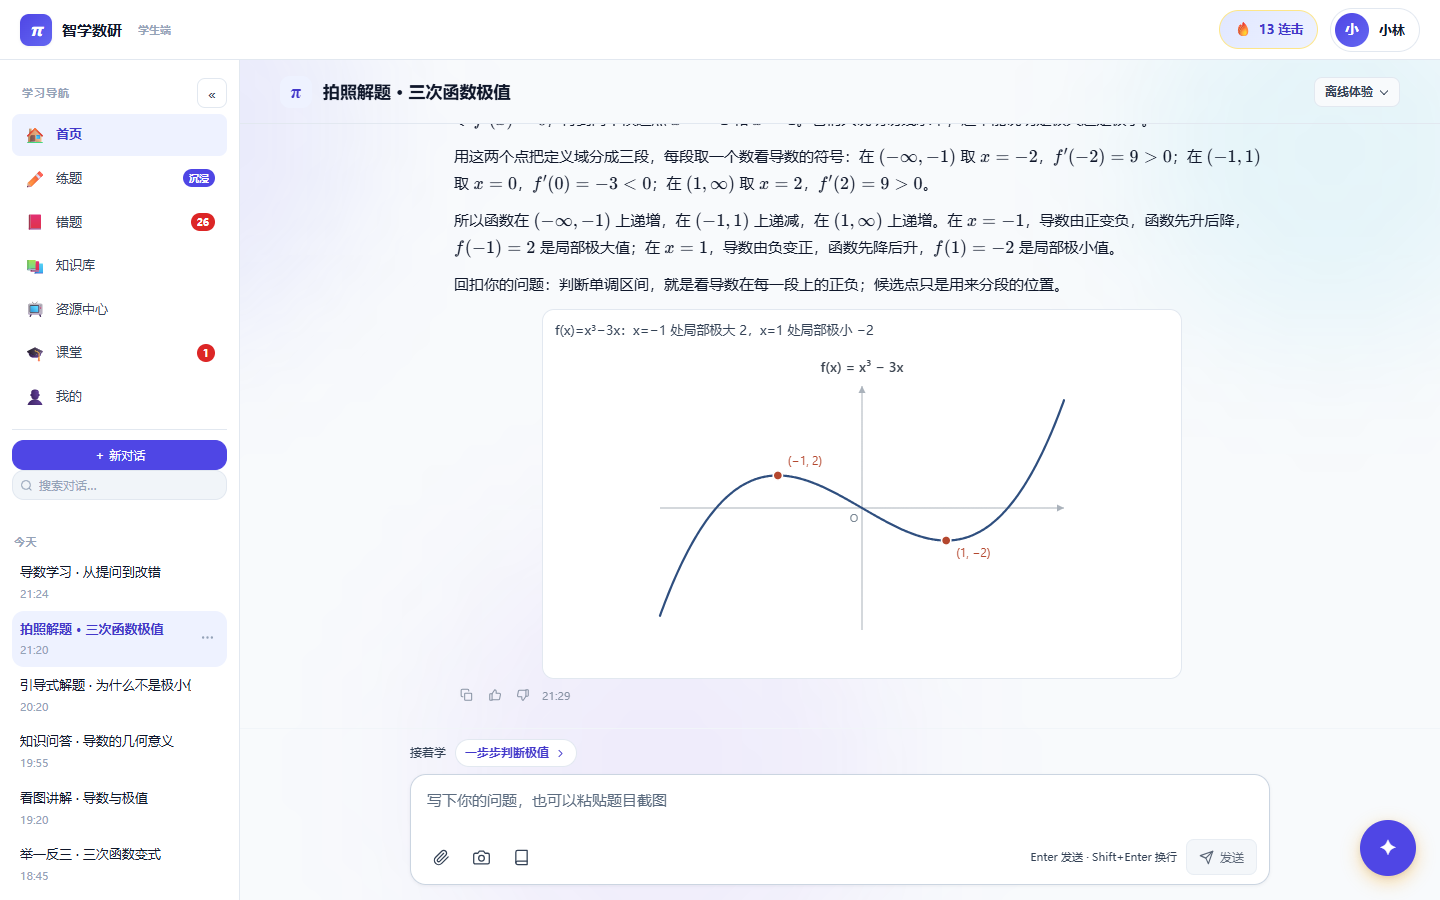 π 智学数研 学生端
🔥 13 连击
小 小林
学习导航 «
首页
练题 沉浸
错题 26
知识库
资源中心
课堂 1
我的
+ 新对话
搜索对话...
今天
导数学习 · 从提问到改错
21:24
拍照解题 • 三次函数极值 ...
21:20
引导式解题 · 为什么不是极小
20:20
知识问答 · 导数的几何意义
19:55
看图讲解 · 导数与极值
19:20
举一反三 · 三次函数变式
18:45
π 拍照解题 • 三次函数极值
离线体验
用这两个点把定义域分成三段，每段取一个数看导数的符号：在 (−∞, −1) 取 x = −2，f′(−2) = 9 > 0；在 (−1, 1)
取 x = 0，f′(0) = −3 < 0；在 (1, ∞) 取 x = 2，f′(2) = 9 > 0。
所以函数在 (−∞, −1) 上递增，在 (−1, 1) 上递减，在 (1, ∞) 上递增。在 x = −1，导数由正变负，函数先升后降，
f(−1) = 2 是局部极大值；在 x = 1，导数由负变正，函数先降后升，f(1) = −2 是局部极小值。
回扣你的问题：判断单调区间，就是看导数在每一段上的正负；候选点只是用来分段的位置。
f(x)=x³−3x：x=−1 处局部极大 2，x=1 处局部极小 −2
f(x) = x³ − 3x
(−1, 2)
O
(1, −2)
21:29
接着学 一步步判断极值
写下你的问题，也可以粘贴题目截图
Enter 发送 · Shift+Enter 换行 发送